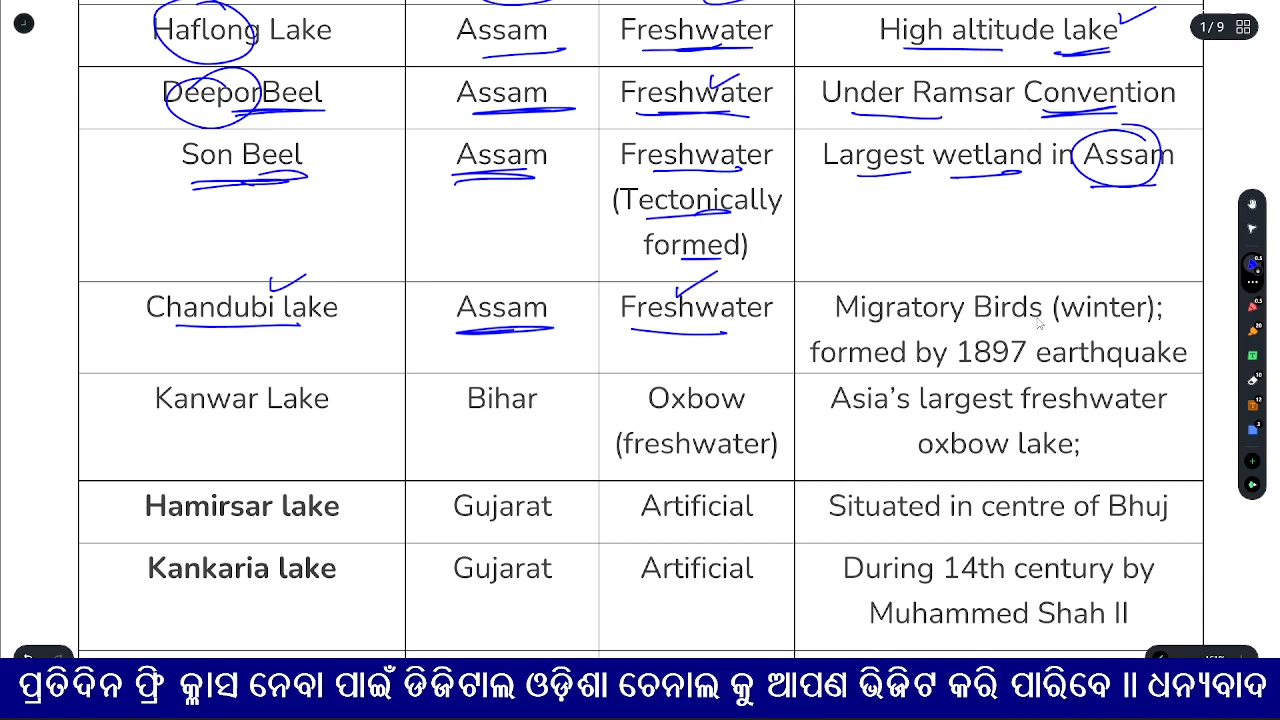 Haflong Lake Assam Freshwater High altitude lake
1 / 9
DeeporBeel Assam Freshwater Under Ramsar Convention
Son Beel Assam Freshwater Largest wetland in Assam
(Tectonically
formed)
Chandubi lake Assam Freshwater Migratory Birds (winter);
formed by 1897 earthquake
Kanwar Lake Bihar Oxbow Asia's largest freshwater
(freshwater) oxbow lake;
Hamirsar lake Gujarat Artificial Situated in centre of Bhuj
Kankaria lake Gujarat Artificial During 14th century by
Muhammed Shah II
ପ୍ରତିଦିନ ଫ୍ରି କ୍ଳାସ ନେବା ପାଇଁ ଡିଜିଟାଲ ଓଡ଼ିଶା ଚେନାଲ କୁ ଆପଣ ଭିଜିଟ କରି ପାରିବେ ॥ ଧନ୍ୟବାଦ